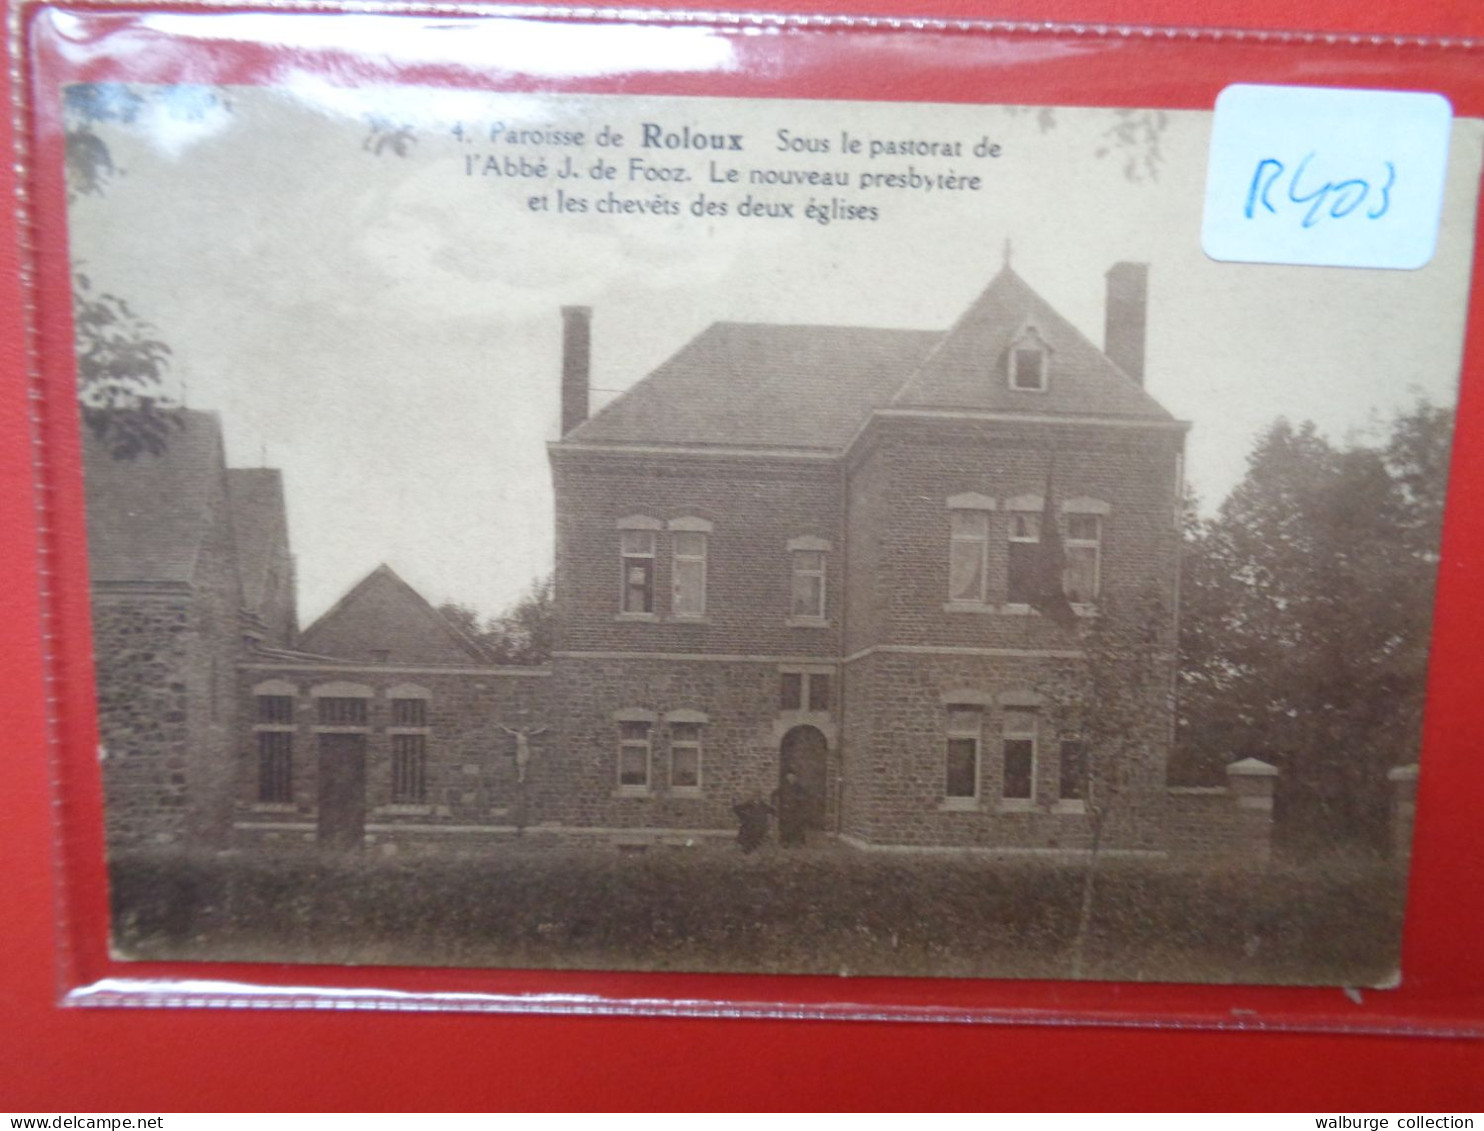 4. Paroisse de Roloux Sous le pastorat de
l'Abbé J. de Fooz. Le nouveau presbytère
et les chevêts des deux églises
R403
delcampe.net
walburge collection